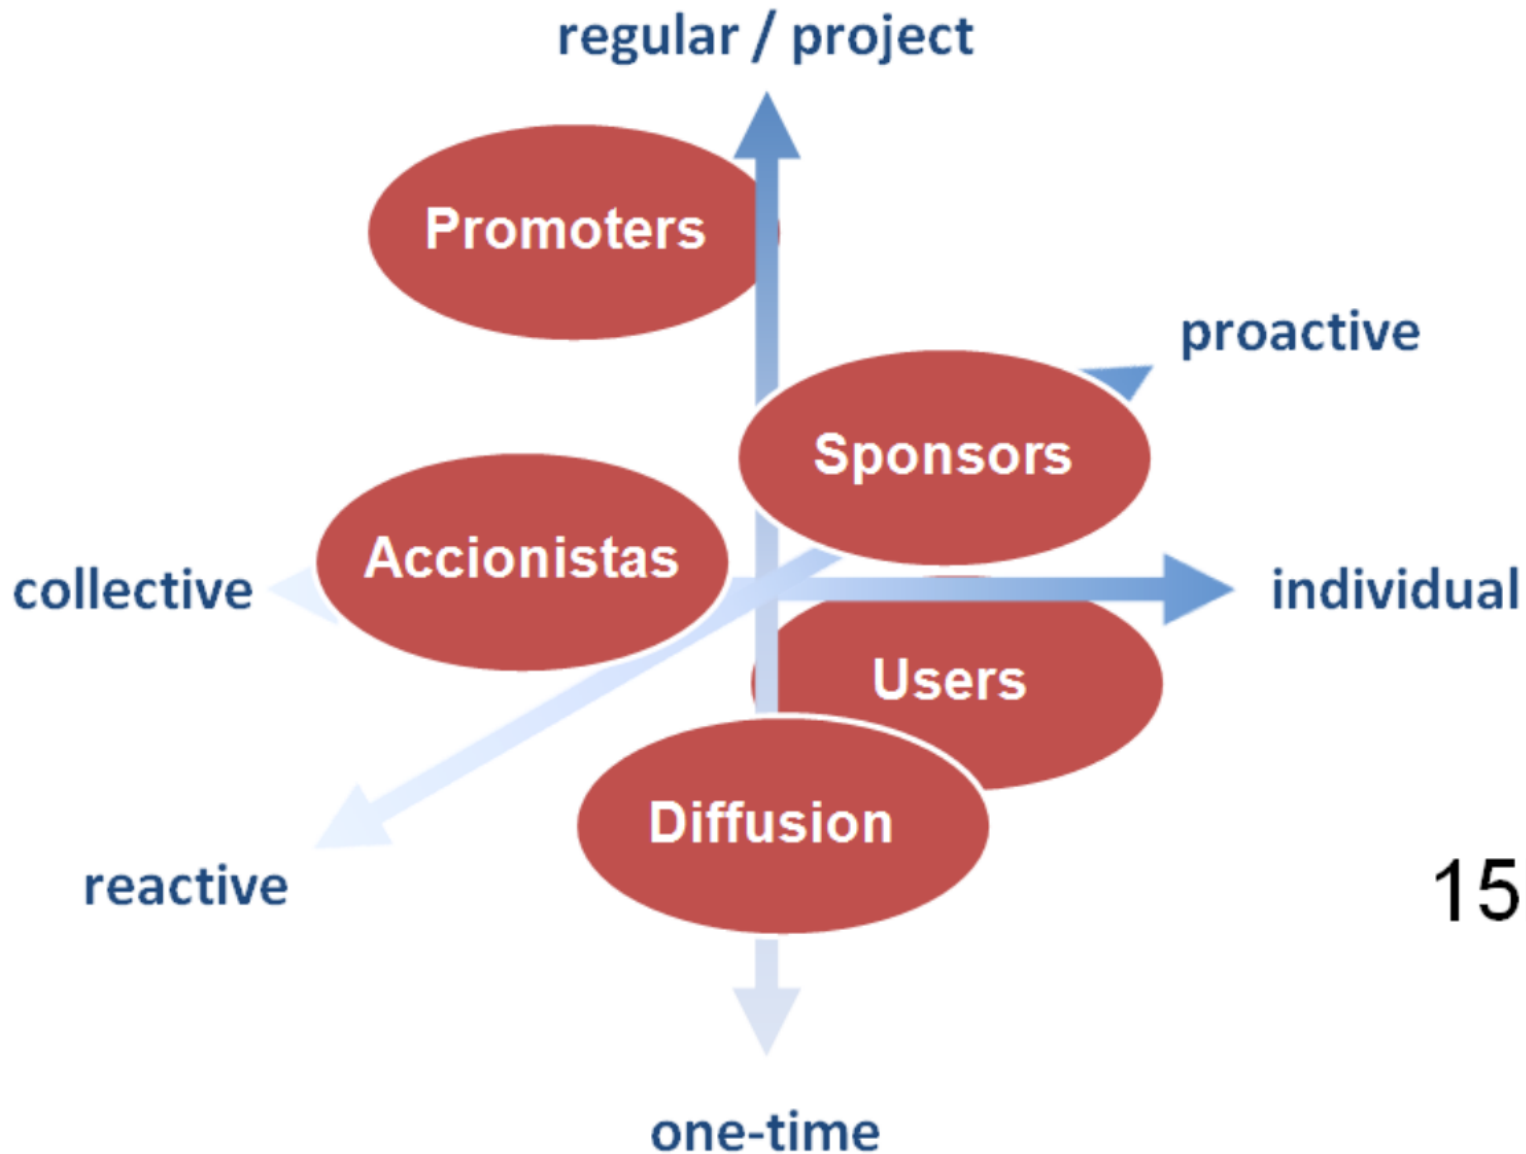 regular / project
Promoters
proactive
Sponsors
Accionistas
collective
individual
Users
Diffusion
reactive
15
one-time